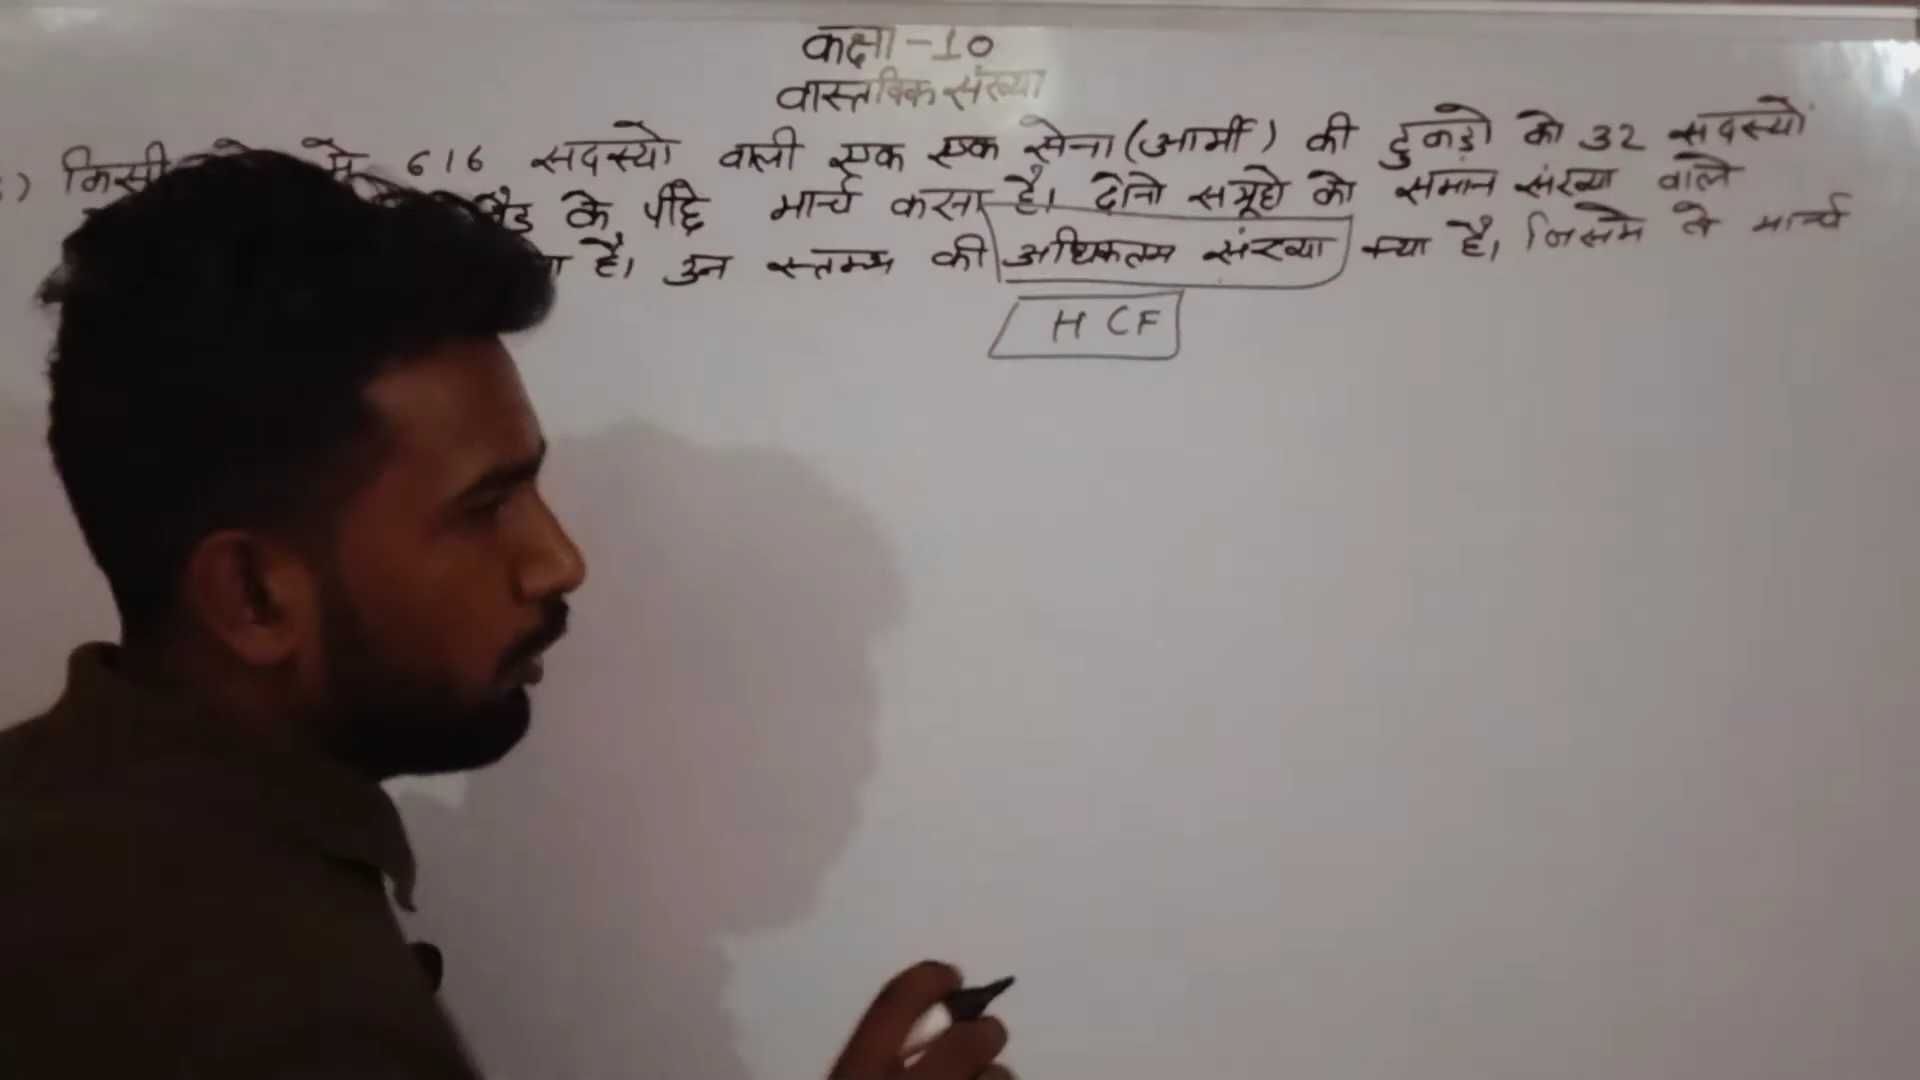 कक्षा -10
वास्तविक संख्या
किसी में 616 सदस्यो वाली एक एक सेना (आर्मी) की टुकड़ी को 32 सदस्यों
बैंड के पीछे मार्च करना है। दोनो समूहो को समान संख्या वाले
है। उन स्तम्भ की अधिकतम संख्या क्या है, जिसमे वे मार्च
HCF